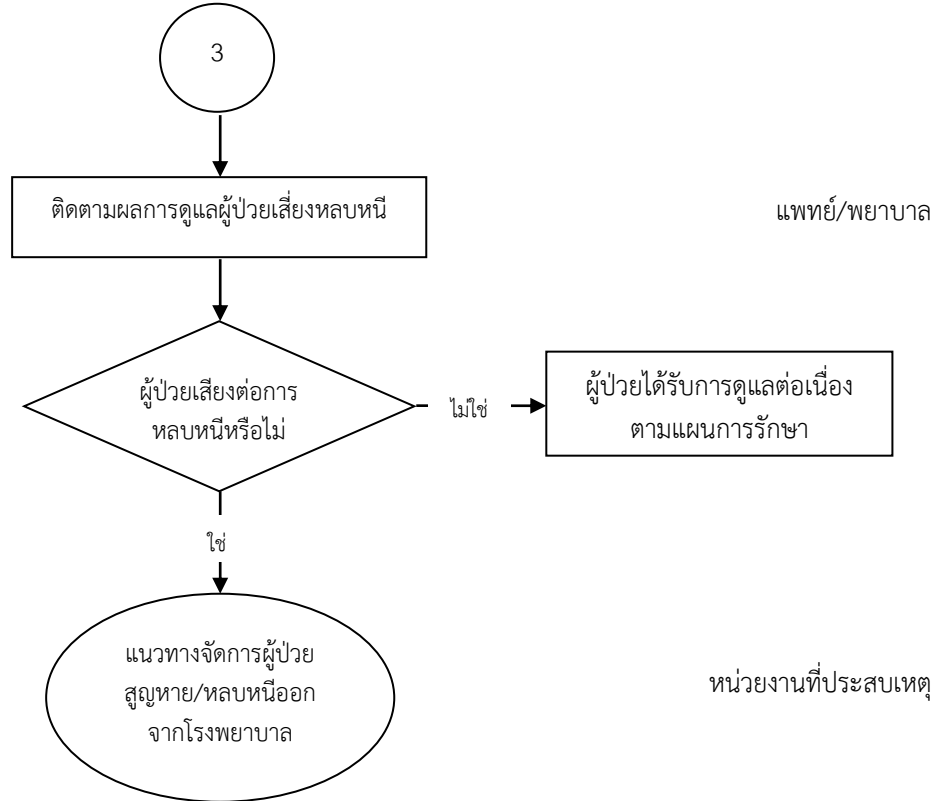 3
ติดตามผลการดูแลผู้ป่วยเสี่ยงหลบหนี
แพทย์/พยาบาล
ผู้ป่วยเสี่ยงต่อการ
หลบหนีหรือไม่
ไม่ใช่
ผู้ป่วยได้รับการดูแลต่อเนื่อง
ตามแผนการรักษา
ใช่
แนวทางจัดการผู้ป่วย
สูญหาย/หลบหนีออก
จากโรงพยาบาล
หน่วยงานที่ประสบเหตุ